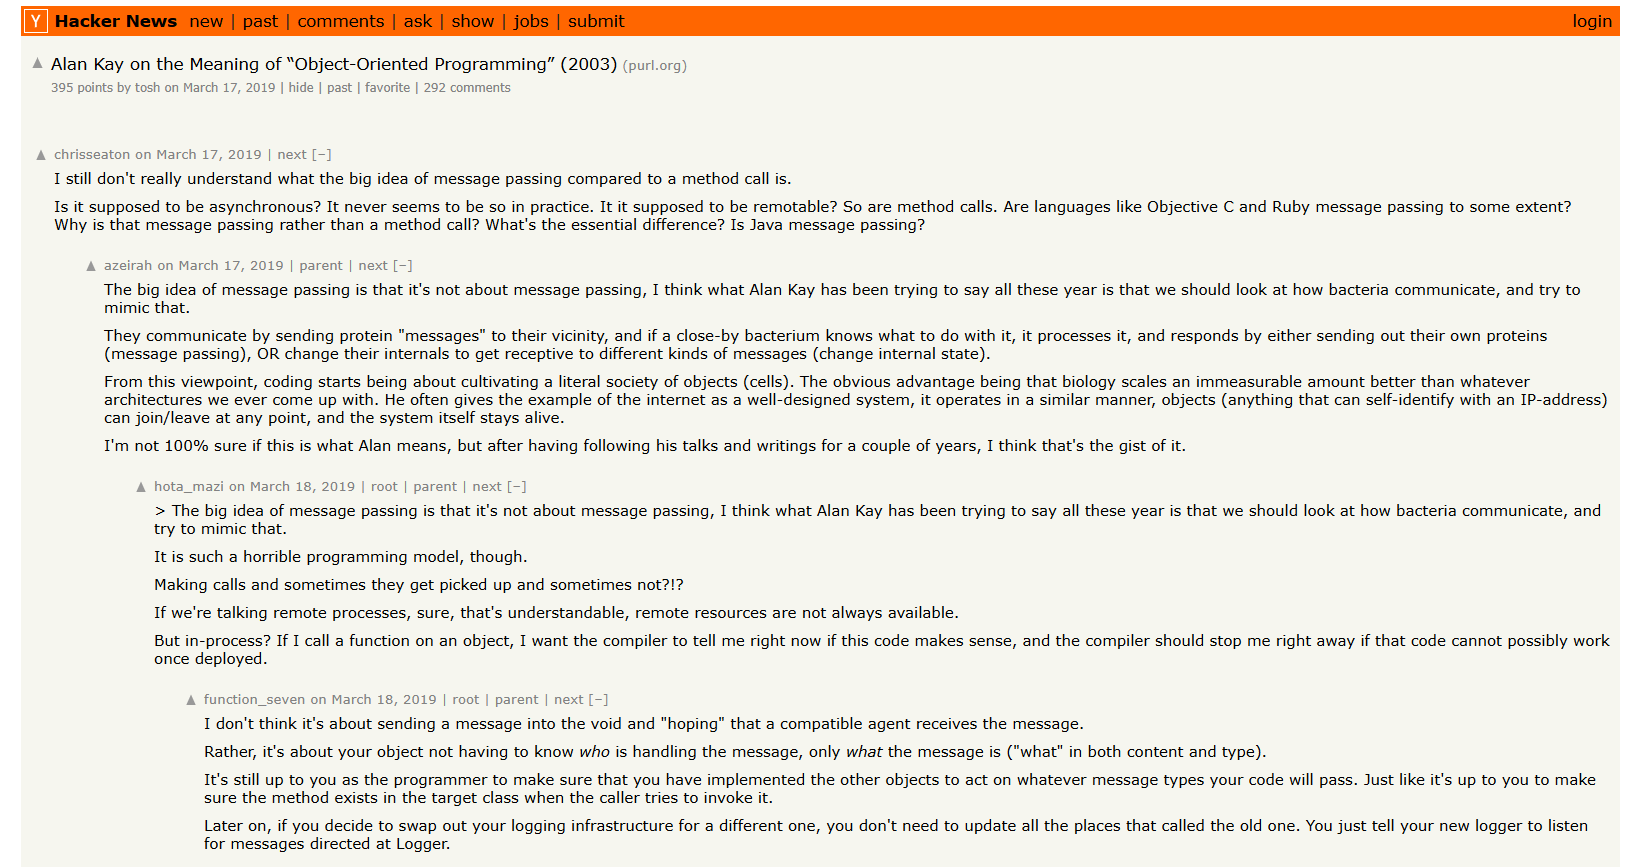 Y Hacker News new | past | comments | ask | show | jobs | submit login
▲ Alan Kay on the Meaning of “Object-Oriented Programming” (2003) (purl.org)
395 points by tosh on March 17, 2019 | hide | past | favorite | 292 comments
▲ chrisseaton on March 17, 2019 | next [–]
I still don't really understand what the big idea of message passing compared to a method call is.
Is it supposed to be asynchronous? It never seems to be so in practice. It it supposed to be remotable? So are method calls. Are languages like Objective C and Ruby message passing to some extent?
Why is that message passing rather than a method call? What's the essential difference? Is Java message passing?
▲ azeirah on March 17, 2019 | parent | next [–]
The big idea of message passing is that it's not about message passing, I think what Alan Kay has been trying to say all these year is that we should look at how bacteria communicate, and try to
mimic that.
They communicate by sending protein "messages" to their vicinity, and if a close-by bacterium knows what to do with it, it processes it, and responds by either sending out their own proteins
(message passing), OR change their internals to get receptive to different kinds of messages (change internal state).
From this viewpoint, coding starts being about cultivating a literal society of objects (cells). The obvious advantage being that biology scales an immeasurable amount better than whatever
architectures we ever come up with. He often gives the example of the internet as a well-designed system, it operates in a similar manner, objects (anything that can self-identify with an IP-address)
can join/leave at any point, and the system itself stays alive.
I'm not 100% sure if this is what Alan means, but after having following his talks and writings for a couple of years, I think that's the gist of it.
▲ hota_mazi on March 18, 2019 | root | parent | next [–]
> The big idea of message passing is that it's not about message passing, I think what Alan Kay has been trying to say all these year is that we should look at how bacteria communicate, and
try to mimic that.
It is such a horrible programming model, though.
Making calls and sometimes they get picked up and sometimes not?!?
If we're talking remote processes, sure, that's understandable, remote resources are not always available.
But in-process? If I call a function on an object, I want the compiler to tell me right now if this code makes sense, and the compiler should stop me right away if that code cannot possibly work
once deployed.
▲ function_seven on March 18, 2019 | root | parent | next [–]
I don't think it's about sending a message into the void and "hoping" that a compatible agent receives the message.
Rather, it's about your object not having to know who is handling the message, only what the message is ("what" in both content and type).
It's still up to you as the programmer to make sure that you have implemented the other objects to act on whatever message types your code will pass. Just like it's up to you to make
sure the method exists in the target class when the caller tries to invoke it.
Later on, if you decide to swap out your logging infrastructure for a different one, you don't need to update all the places that called the old one. You just tell your new logger to listen
for messages directed at Logger.